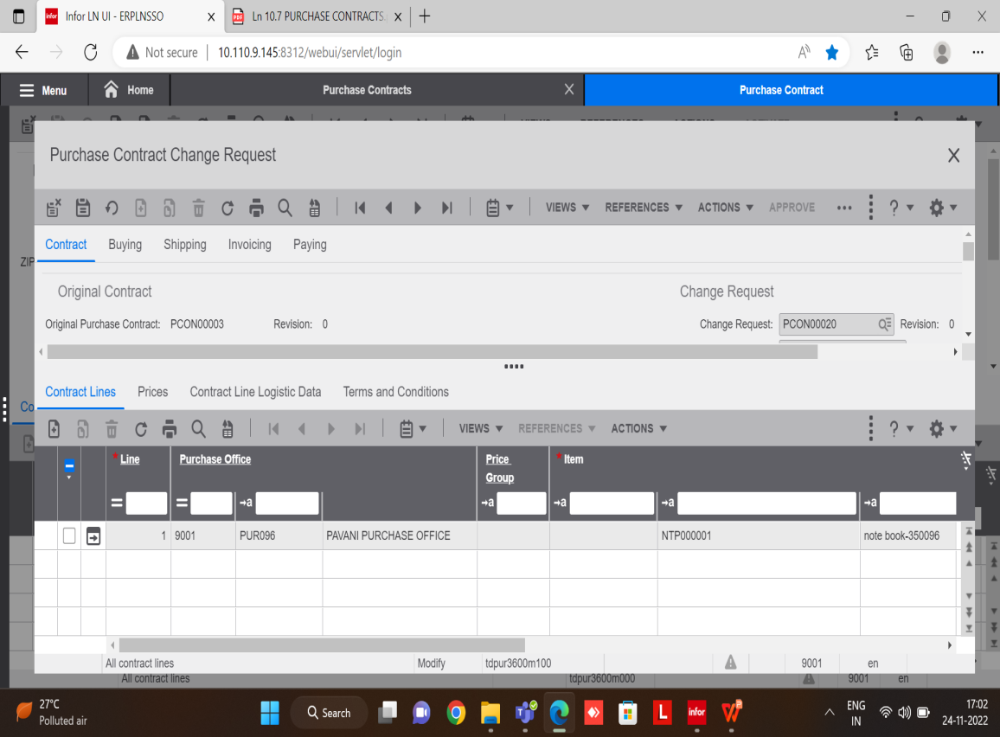 Infor LN UI - ERPLNSSO
Ln 10.7 PURCHASE CONTRACTS.
Not secure
10.110.9.145:8312/webui/servlet/login
Menu
Home
Purchase Contracts
Purchase Contract
Purchase Contract Change Request
VIEWS
REFERENCES
ACTIONS
APPROVE
Contract
Buying
Shipping
Invoicing
Paying
ZIP
Original Contract
Change Request
Original Purchase Contract: PCON00003
Revision: 0
Change Request: PCON00020
Revision: 0
Co
Contract Lines
Prices
Contract Line Logistic Data
Terms and Conditions
VIEWS
REFERENCES
ACTIONS
* Line
Purchase Office
Price Group
* Item
1
9001
PUR096
PAVANI PURCHASE OFFICE
NTP000001
note book-350096
All contract lines
Modify
tdpur3600m100
9001
en
All contract lines
tdpur3600m000
9001
en
27°C
Polluted air
Search
infor
ENG
IN
17:02
24-11-2022